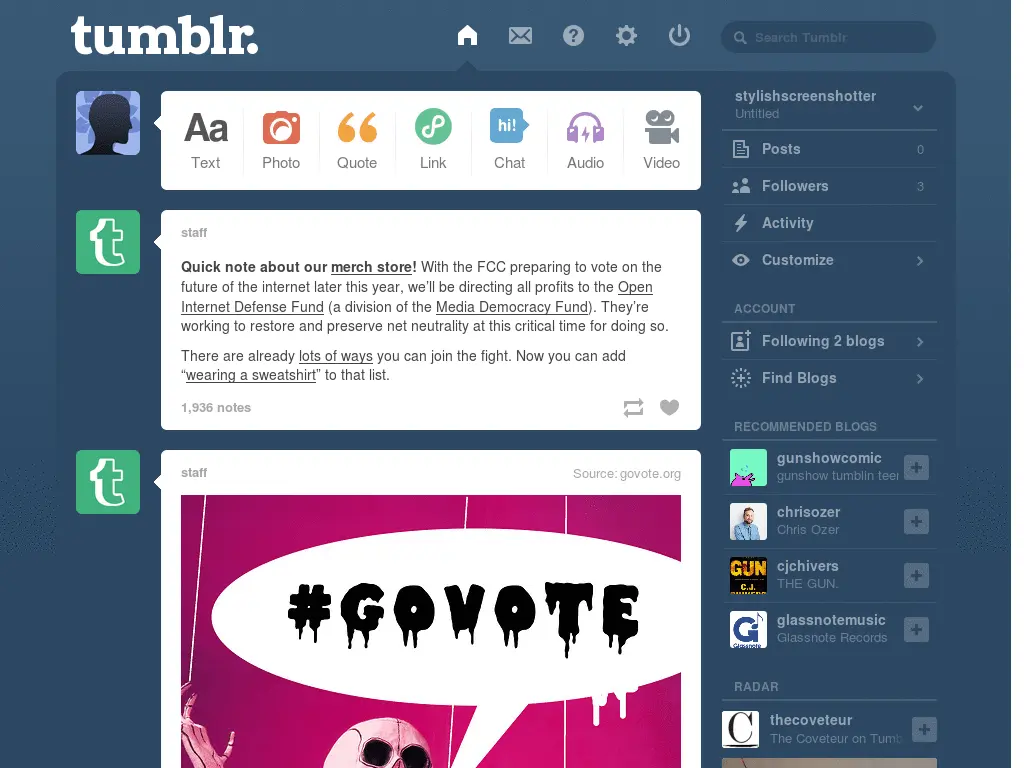 tumblr.
Search Tumblr
Aa
hi!
Text
Photo
Quote
Link
Chat
Audio
Video
staff
Quick note about our merch store! With the FCC preparing to vote on the
future of the internet later this year, we’ll be directing all profits to the Open
Internet Defense Fund (a division of the Media Democracy Fund). They’re
working to restore and preserve net neutrality at this critical time for doing so.
There are already lots of ways you can join the fight. Now you can add
“wearing a sweatshirt” to that list.
1,936 notes
staff
Source: govote.org
#GOVOTE
stylishscreenshotter
Untitled
Posts 0
Followers 3
Activity
Customize
ACCOUNT
Following 2 blogs
Find Blogs
RECOMMENDED BLOGS
gunshowcomic
gunshow tumblin teen
chrisozer
Chris Ozer
cjchivers
THE GUN.
GUN
C.J.
glassnotemusic
Glassnote Records
G
Glassnote
RADAR
thecoveteur
The Coveteur on Tumb
C